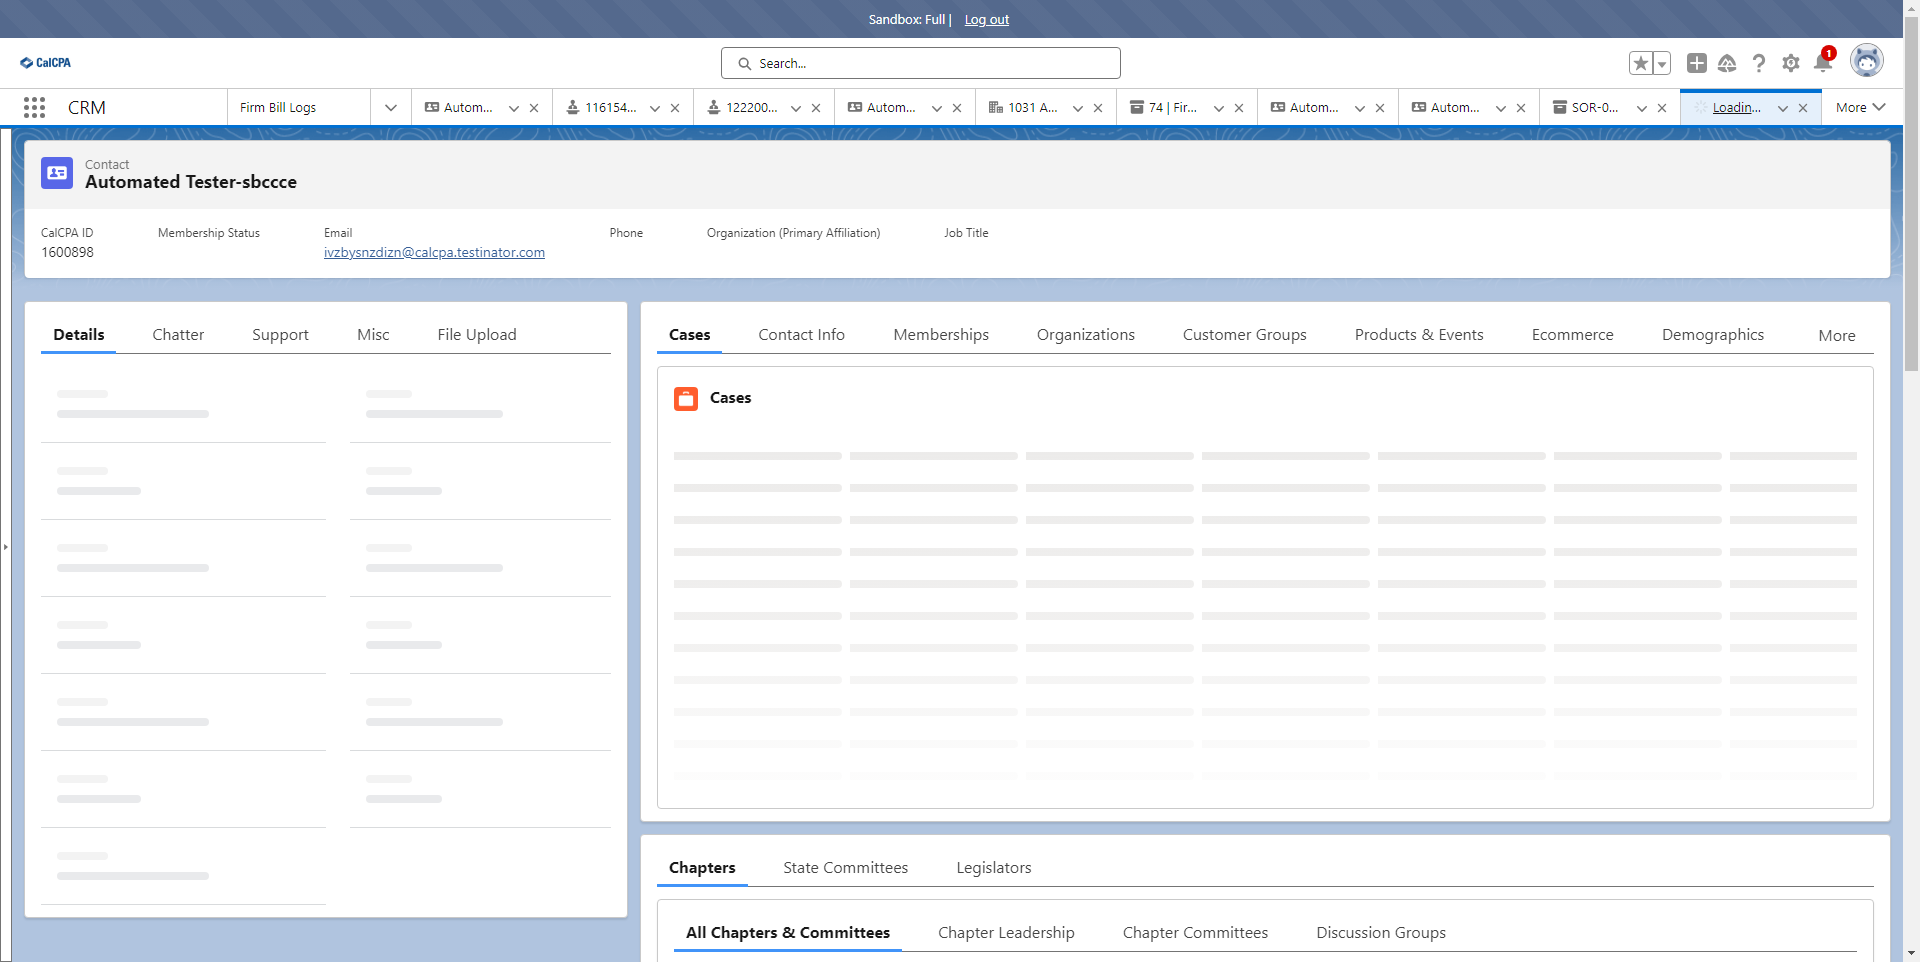 Sandbox: Full | Log out
CalCPA
Search...
1
CRM
Firm Bill Logs
Autom...
116154...
122200...
Autom...
1031 A...
74 | Fir...
Autom...
Autom...
SOR-0...
Loadin...
More
Contact
Automated Tester-sbccce
CalCPA ID
Membership Status
Email
Phone
Organization (Primary Affiliation)
Job Title
1600898
ivzbysnzdizn@calcpa.testinator.com
Details
Chatter
Support
Misc
File Upload
Cases
Contact Info
Memberships
Organizations
Customer Groups
Products & Events
Ecommerce
Demographics
More
Cases
Chapters
State Committees
Legislators
All Chapters & Committees
Chapter Leadership
Chapter Committees
Discussion Groups